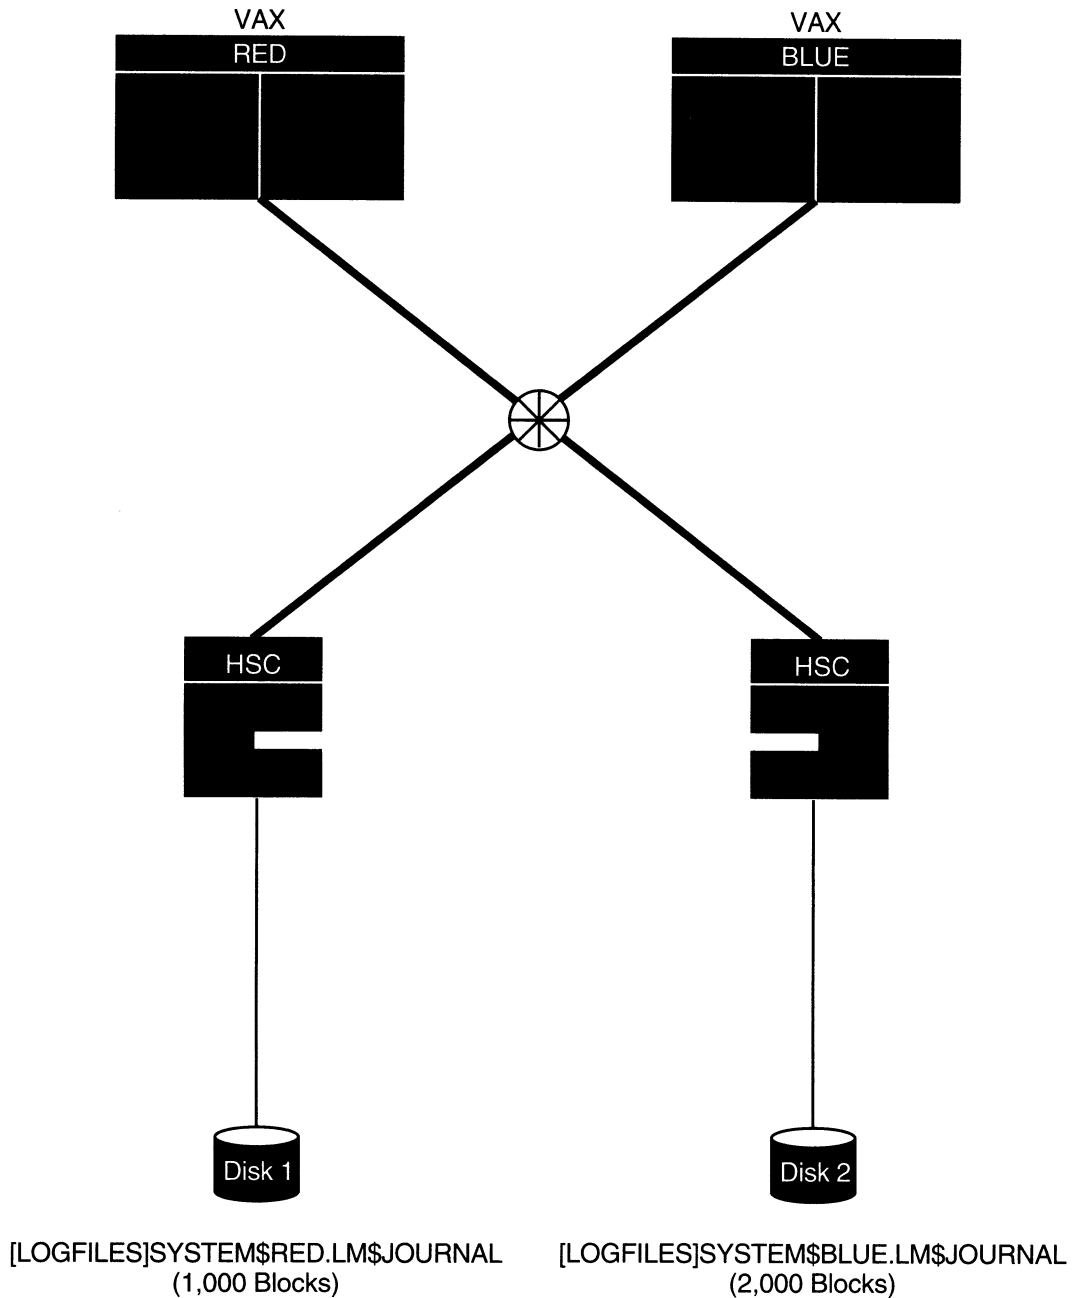 VAX
RED
VAX
BLUE
HSC
HSC
Disk 1
Disk 2
[LOGFILES]SYSTEM$RED.LM$JOURNAL
(1,000 Blocks)
[LOGFILES]SYSTEM$BLUE.LM$JOURNAL
(2,000 Blocks)